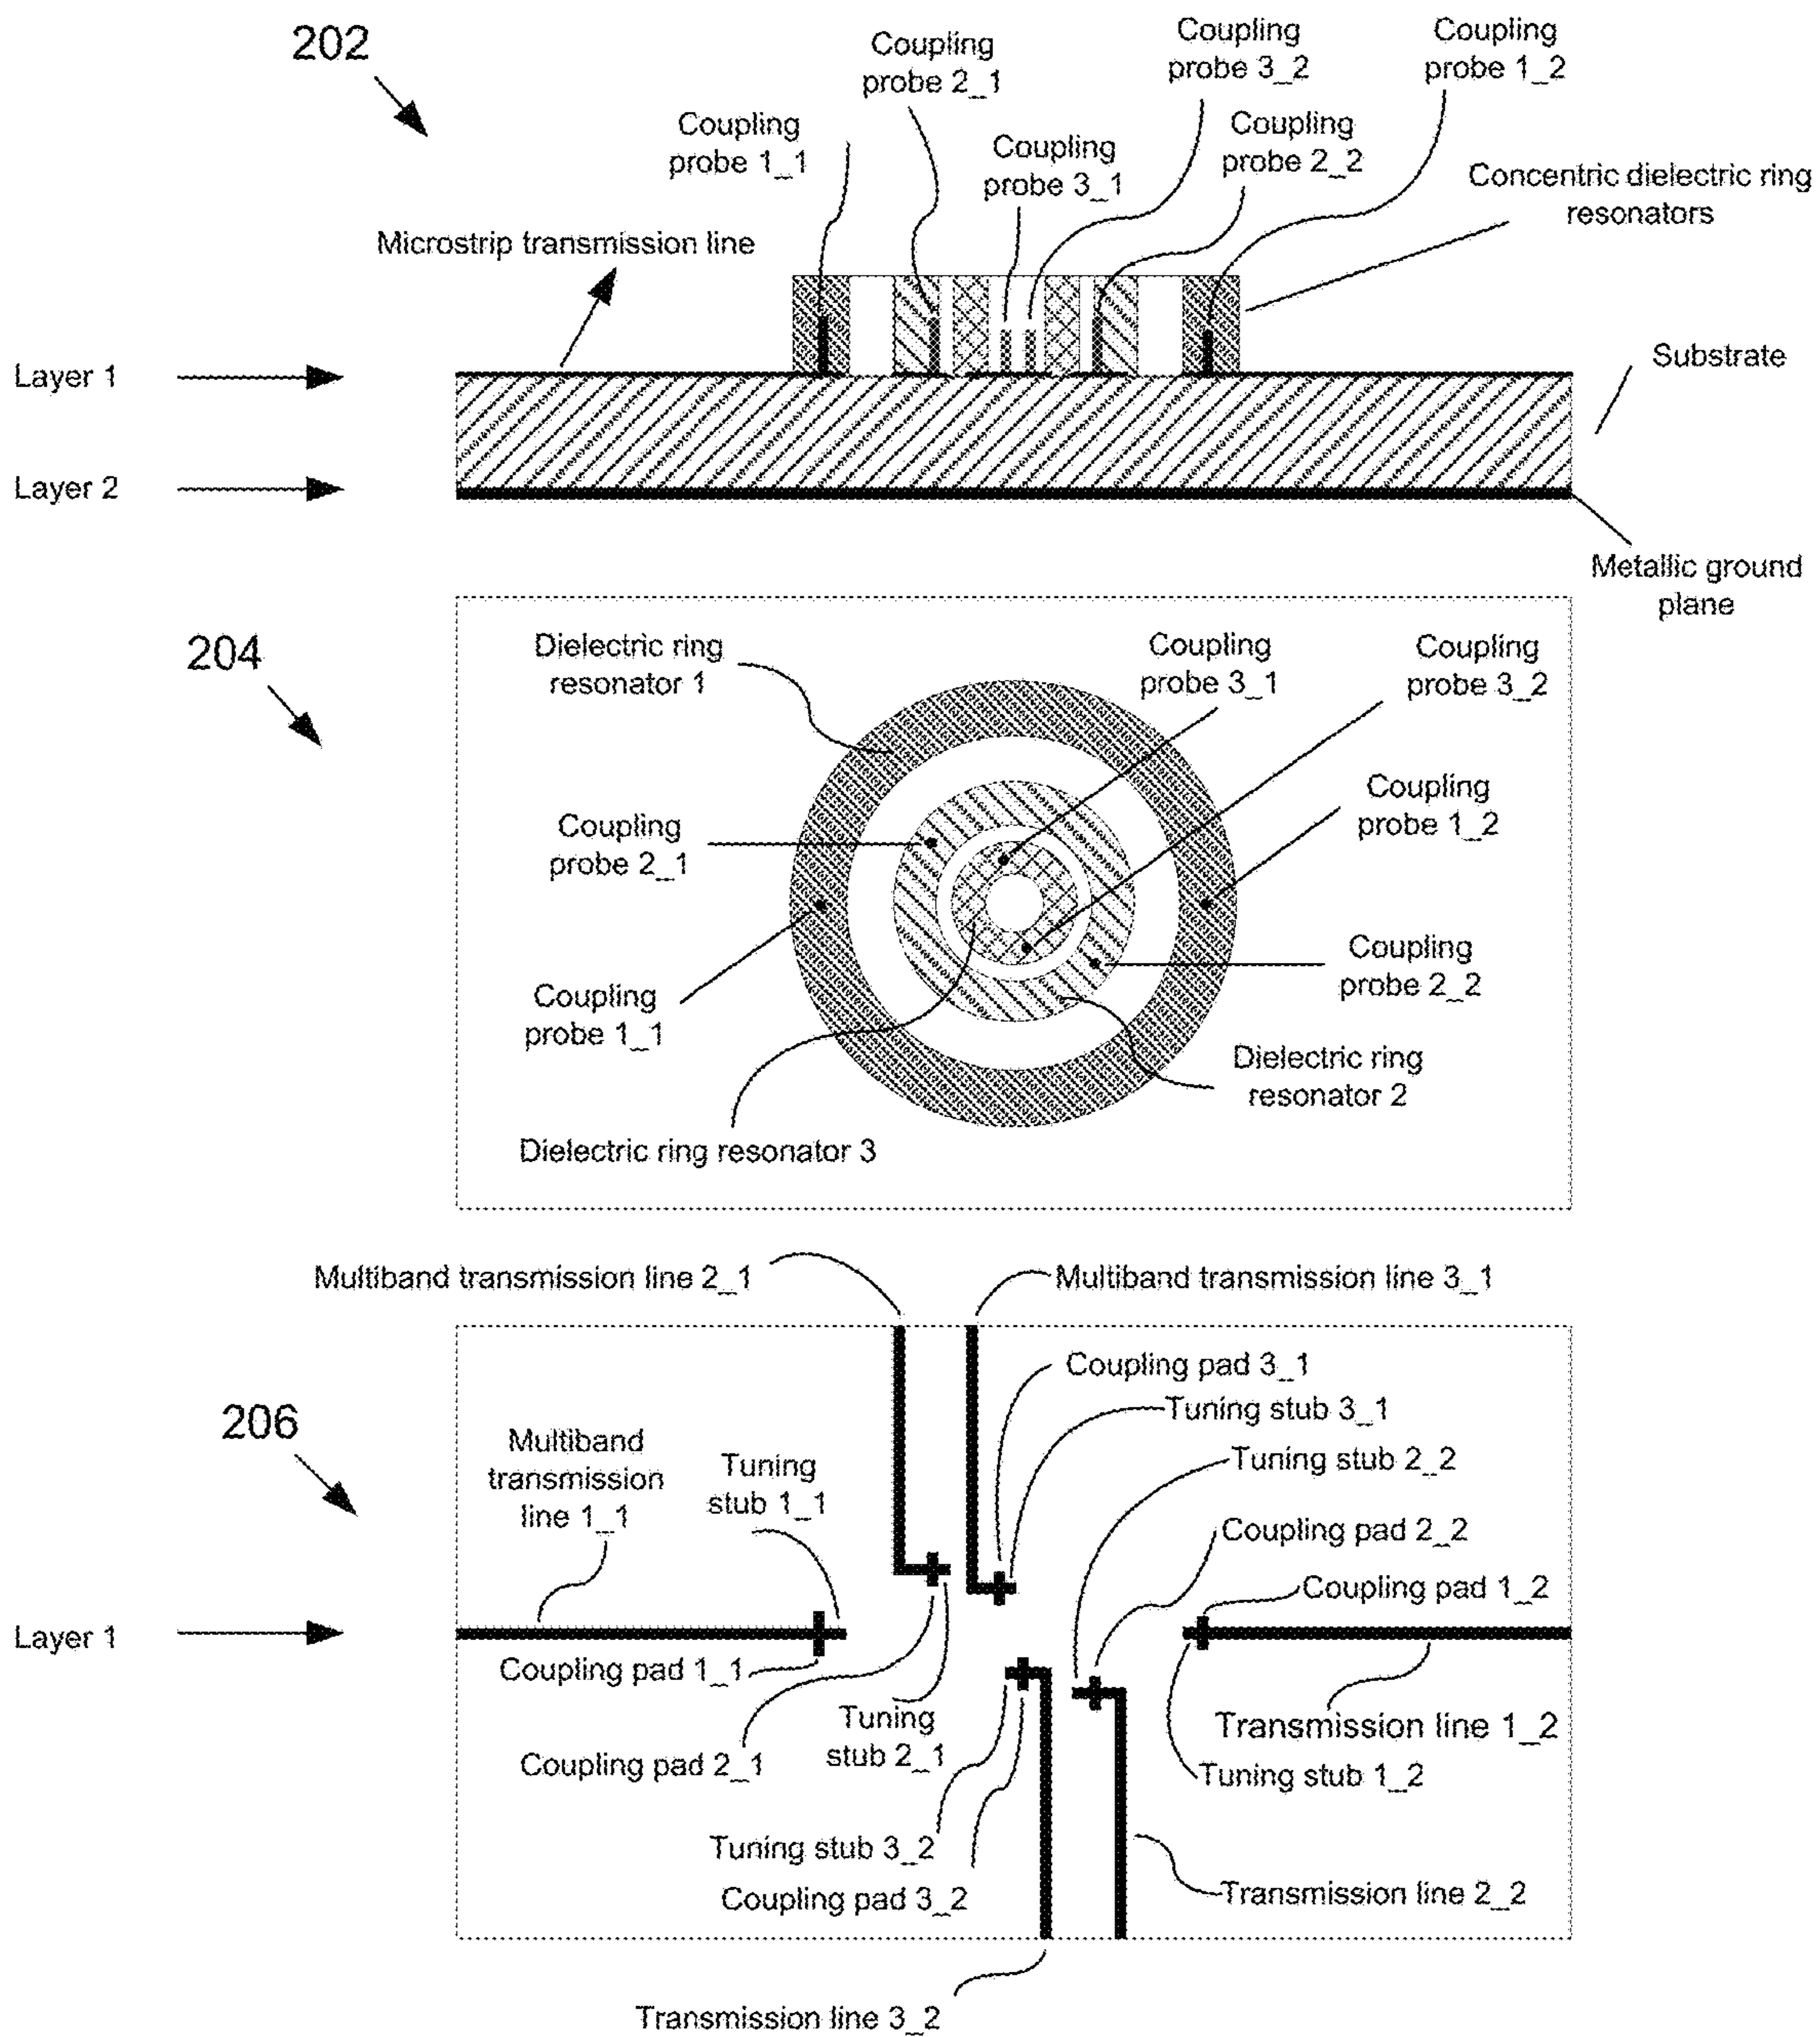 202
Coupling
probe 2_1
Coupling
probe 3_2
Coupling
probe 1_2
Coupling
probe 1_1
Coupling
probe 3_1
Coupling
probe 2_2
Concentric dielectric ring
resonators
Microstrip transmission line
Layer 1
Substrate
Layer 2
Metallic ground
plane
204
Dielectric ring
resonator 1
Coupling
probe 3_1
Coupling
probe 3_2
Coupling
probe 2_1
Coupling
probe 1_2
Coupling
probe 1_1
Coupling
probe 2_2
Dielectric ring
resonator 2
Dielectric ring resonator 3
Multiband transmission line 2_1
Multiband transmission line 3_1
206
Coupling pad 3_1
Tuning stub 3_1
Multiband
transmission
line 1_1
Tuning
stub 1_1
Tuning stub 2_2
Coupling pad 2_2
Coupling pad 1_2
Layer 1
Coupling pad 1_1
Tuning
stub 2_1
Coupling pad 2_1
Transmission line 1_2
Tuning stub 1_2
Tuning stub 3_2
Coupling pad 3_2
Transmission line 2_2
Transmission line 3_2